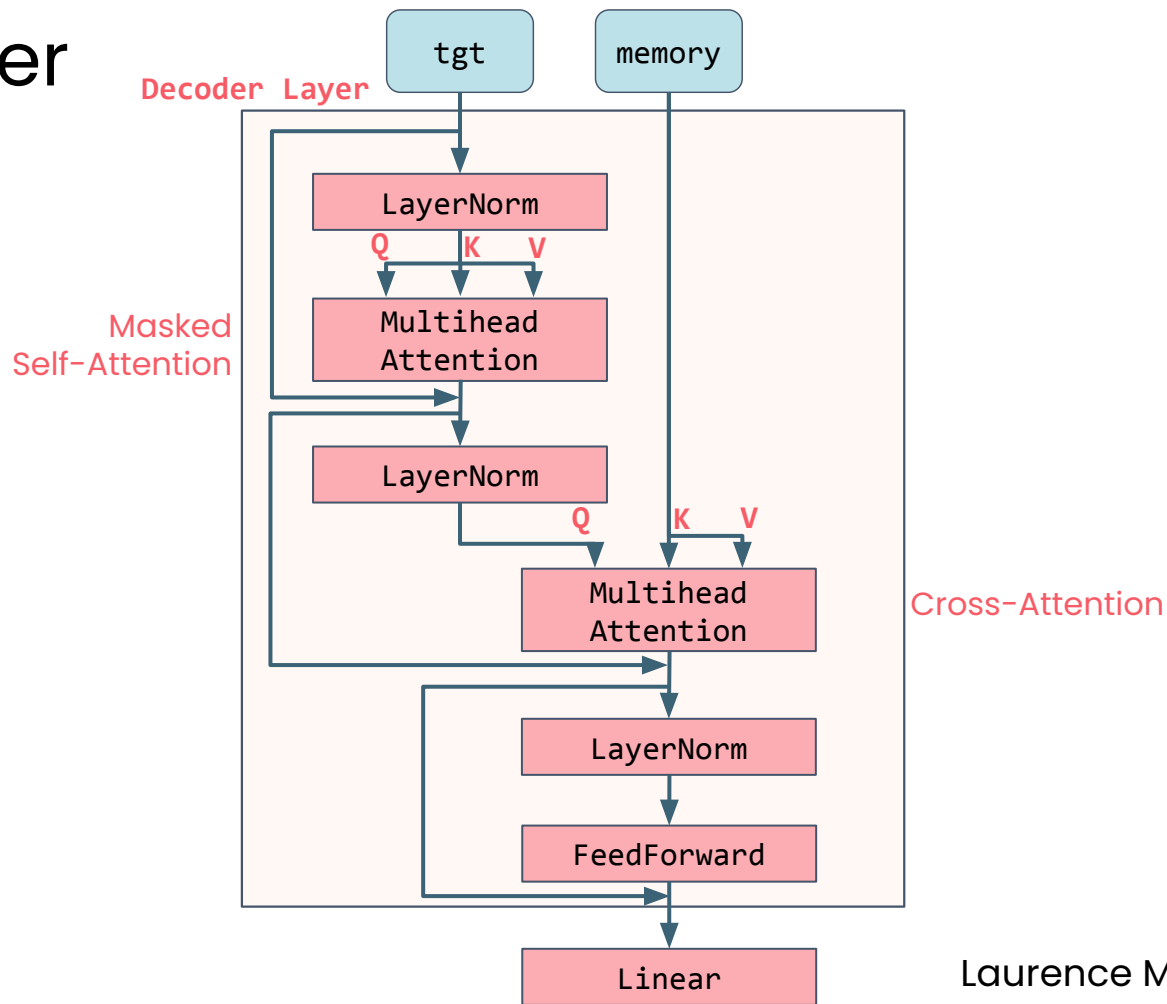 er
tgt
memory
Decoder Layer
LayerNorm
Q K V
Multihead
Attention
Masked
Self-Attention
LayerNorm
Q K V
Multihead
Attention
Cross-Attention
LayerNorm
FeedForward
Linear
Laurence M